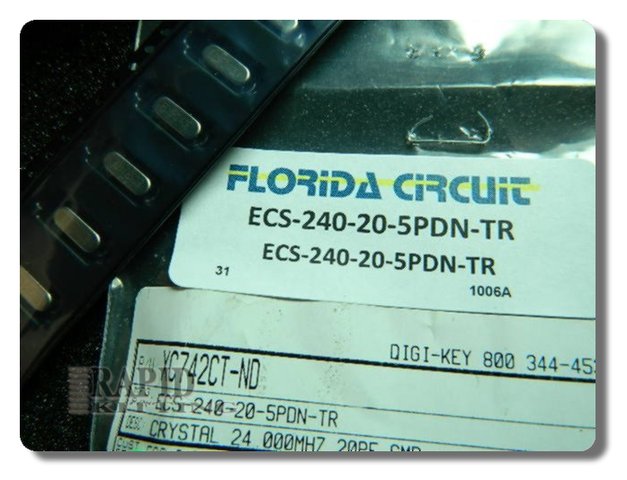 FLORIDA CIRCUIT
ECS-240-20-5PDN-TR
ECS-240-20-5PDN-TR
31
1006A
DIGI-KEY 800 344-45
P/N: XC742CT-ND
RAPID
ECS-240-20-5PDN-TR
DESC: CRYSTAL 24.000MHZ 20PF SMD